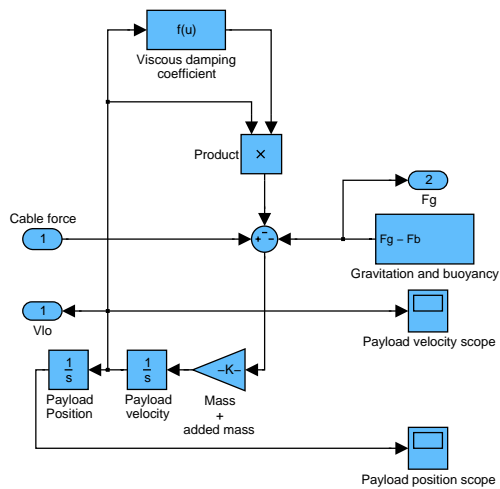 f(u)
Viscous damping
coefficient
Product
×
2
Fg
Cable force
1
+
−
−
Fg − Fb
Gravitation and buoyancy
1
Vlo
Payload velocity scope
1
s
Payload
Position
1
s
Payload
velocity
−K−
Mass
+
added mass
Payload position scope